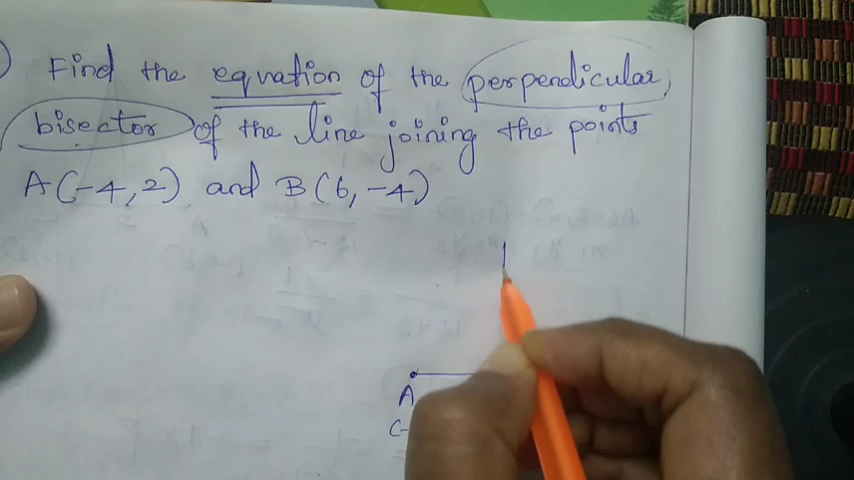 ) Find the equation of the perpendicular
bisector of the line joining the points
A(-4, 2) and B(6, -4)
A
(-